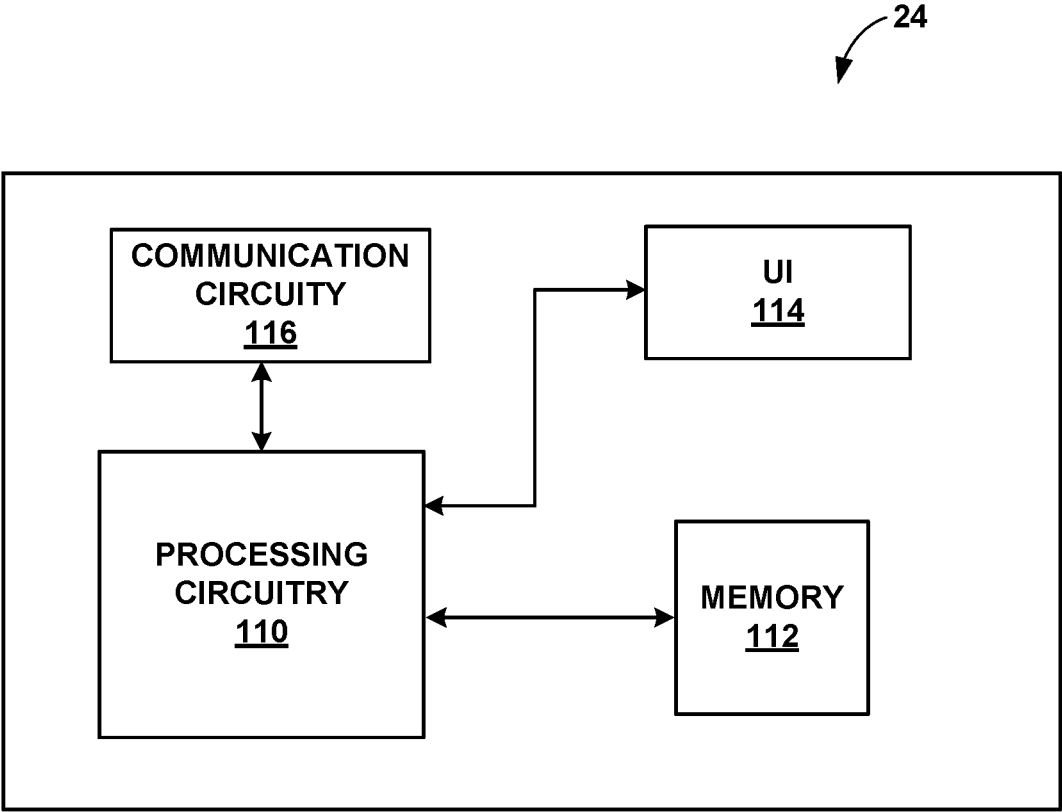 24
COMMUNICATION
CIRCUITY
116
UI
114
PROCESSING
CIRCUITRY
110
MEMORY
112